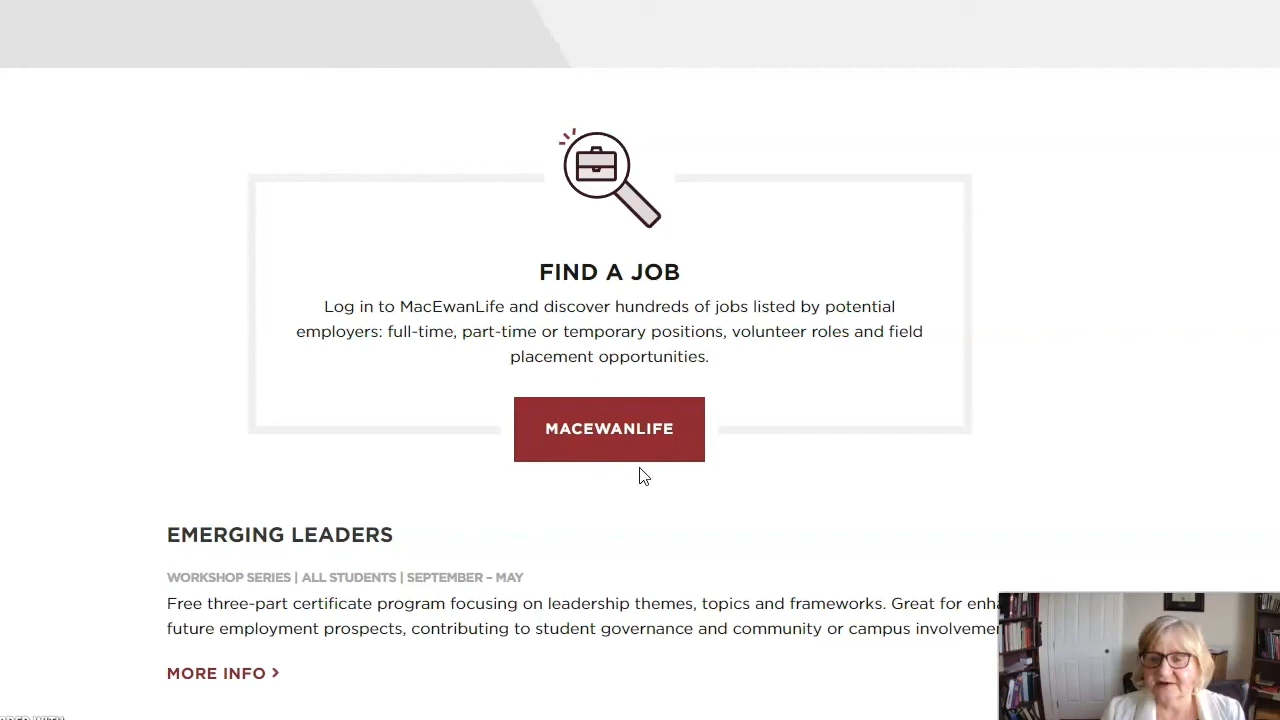 FIND A JOB
Log in to MacEwanLife and discover hundreds of jobs listed by potential
employers: full-time, part-time or temporary positions, volunteer roles and field
placement opportunities.
MACEWANLIFE
EMERGING LEADERS
WORKSHOP SERIES | ALL STUDENTS | SEPTEMBER – MAY
Free three-part certificate program focusing on leadership themes, topics and frameworks. Great for
future employment prospects, contributing to student governance and community or campus
MORE INFO >